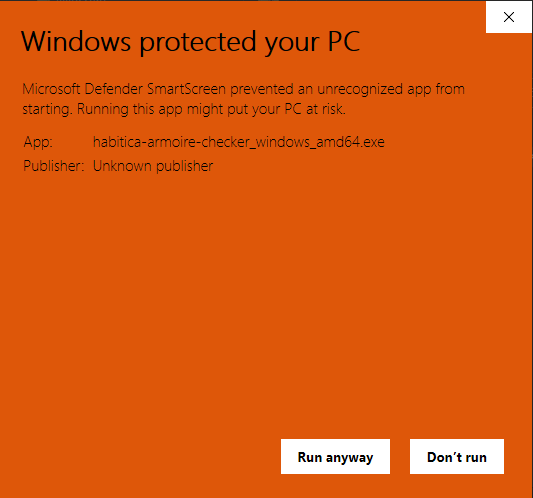 Windows protected your PC
Microsoft Defender SmartScreen prevented an unrecognized app from
starting. Running this app might put your PC at risk.
App: habitica-armoire-checker_windows_amd64.exe
Publisher: Unknown publisher
Run anyway Don't run